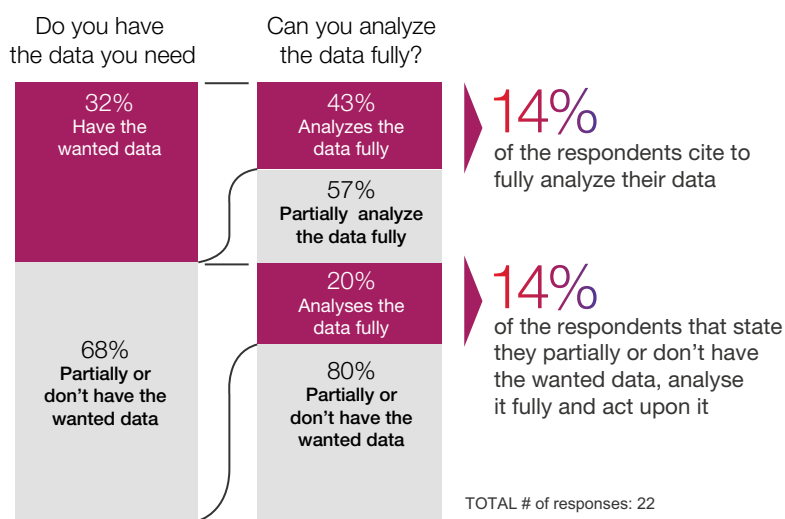 Do you have
the data you need
Can you analyze
the data fully?
32%
Have the
wanted data
68%
Partially or
don't have the
wanted data
43%
Analyzes the
data fully
57%
Partially analyze
the data fully
20%
Analyses the
data fully
80%
Partially or
don't have the
wanted data
14%
of the respondents cite to
fully analyze their data
14%
of the respondents that state
they partially or don't have
the wanted data, analyse
it fully and act upon it
TOTAL # of responses: 22